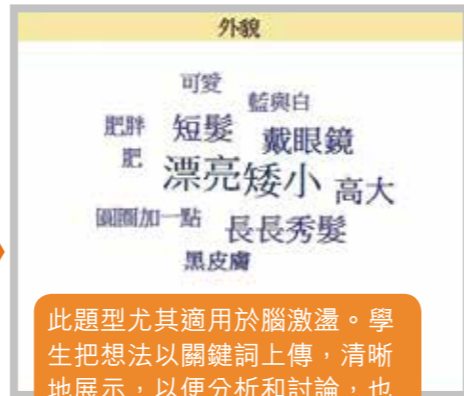 外貌
可愛
藍與白
肥胖 短髮 戴眼鏡
肥 漂亮 矮小 高大
圓圈加一點 長長秀髮
黑皮膚
此題型尤其適用於腦激盪。學
生把想法以關鍵詞上傳,清晰
地展示,以便分析和討論,也